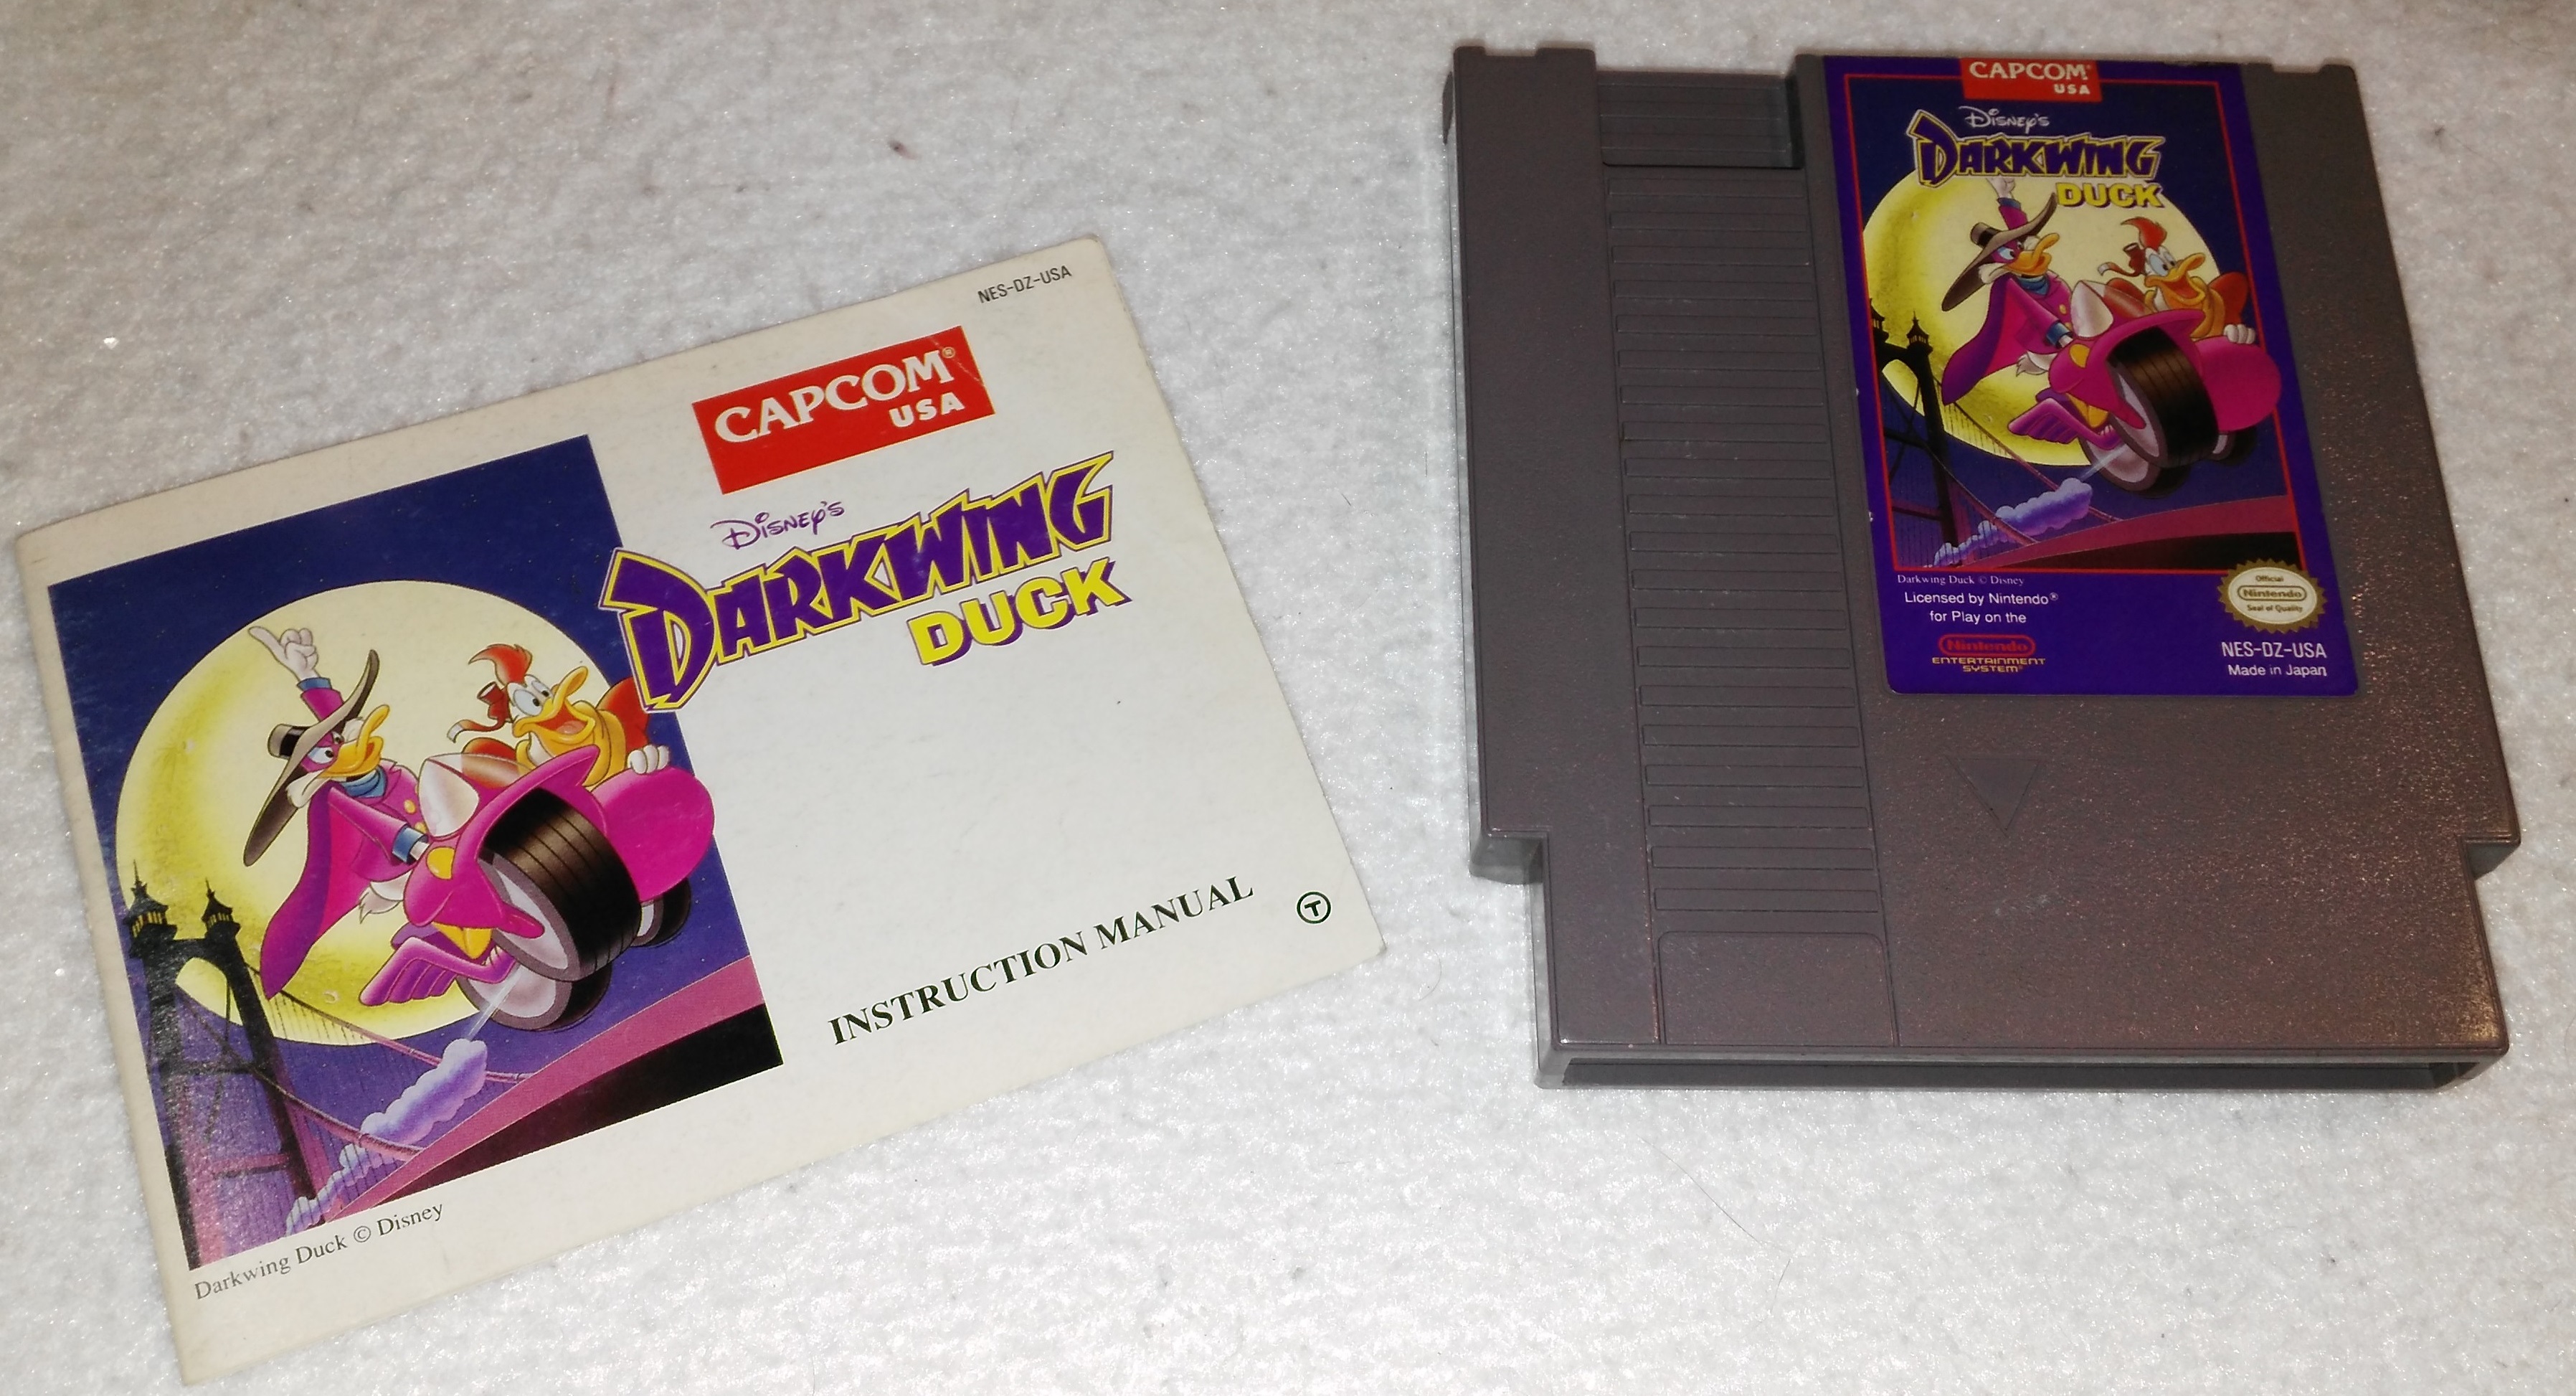 NES-DZ-USA
CAPCOM®
USA
Disney's
DARKWING
DUCK
INSTRUCTION MANUAL
T
Darkwing Duck © Disney
CAPCOM®
USA
Disney's
DARKWING
DUCK
Darkwing Duck © Disney
Licensed by Nintendo®
for Play on the
Nintendo
ENTERTAINMENT
SYSTEM®
Official
Nintendo
Seal of Quality
NES-DZ-USA
Made in Japan